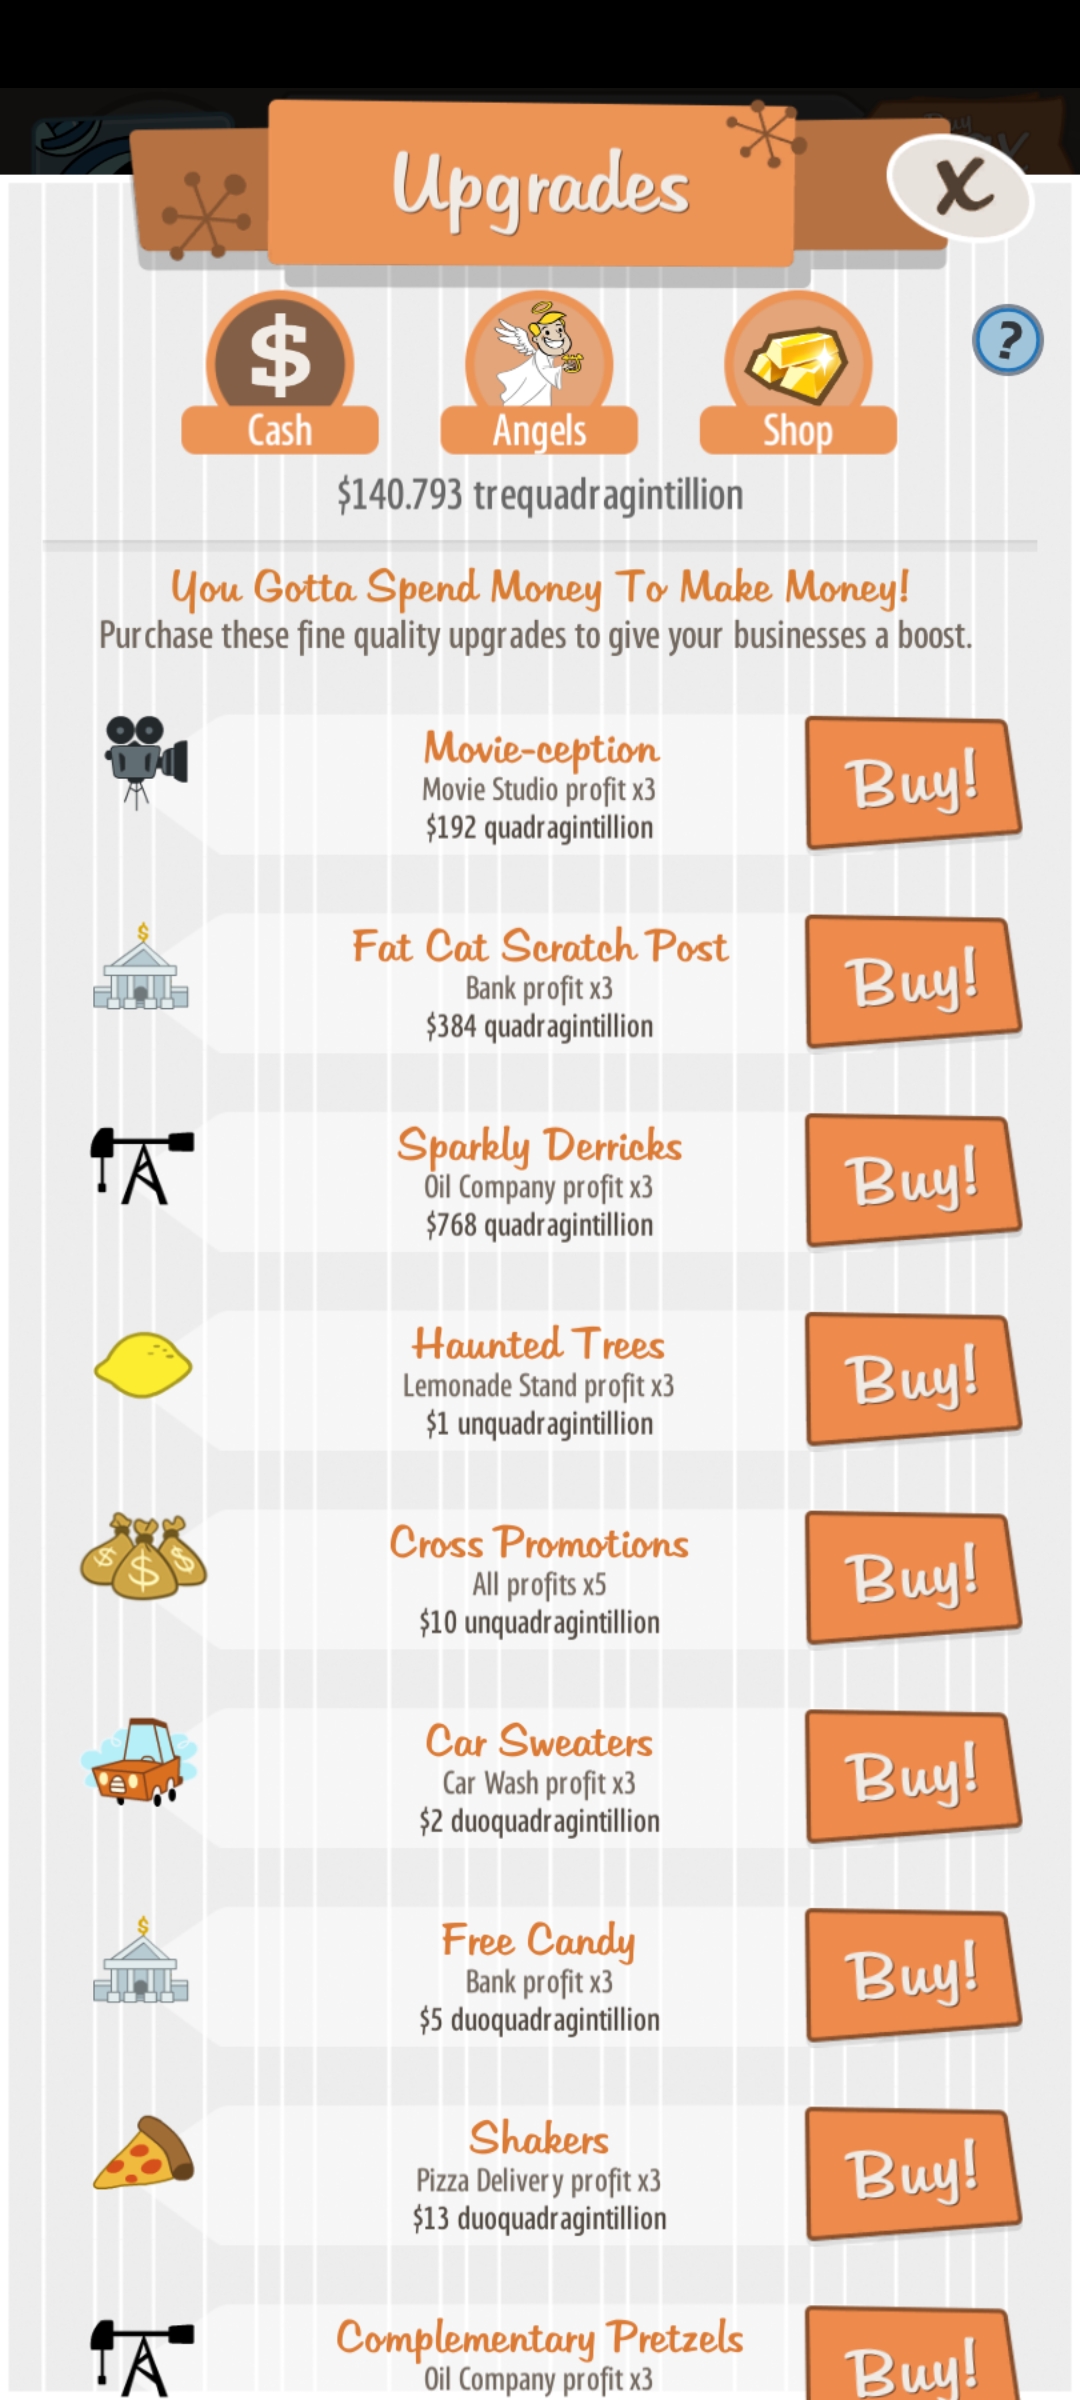 Upgrades
X
?
$
Cash
Angels
Shop
$140.793 trequadragintillion
You Gotta Spend Money To Make Money!
Purchase these fine quality upgrades to give your businesses a boost.
Movie-ception
Movie Studio profit x3
$192 quadragintillion
Buy!
Fat Cat Scratch Post
Bank profit x3
$384 quadragintillion
Buy!
Sparkly Derricks
Oil Company profit x3
$768 quadragintillion
Buy!
Haunted Trees
Lemonade Stand profit x3
$1 unquadragintillion
Buy!
Cross Promotions
All profits x5
$10 unquadragintillion
Buy!
Car Sweaters
Car Wash profit x3
$2 duoquadragintillion
Buy!
Free Candy
Bank profit x3
$5 duoquadragintillion
Buy!
Shakers
Pizza Delivery profit x3
$13 duoquadragintillion
Buy!
Complementary Pretzels
Oil Company profit x3
Buy!